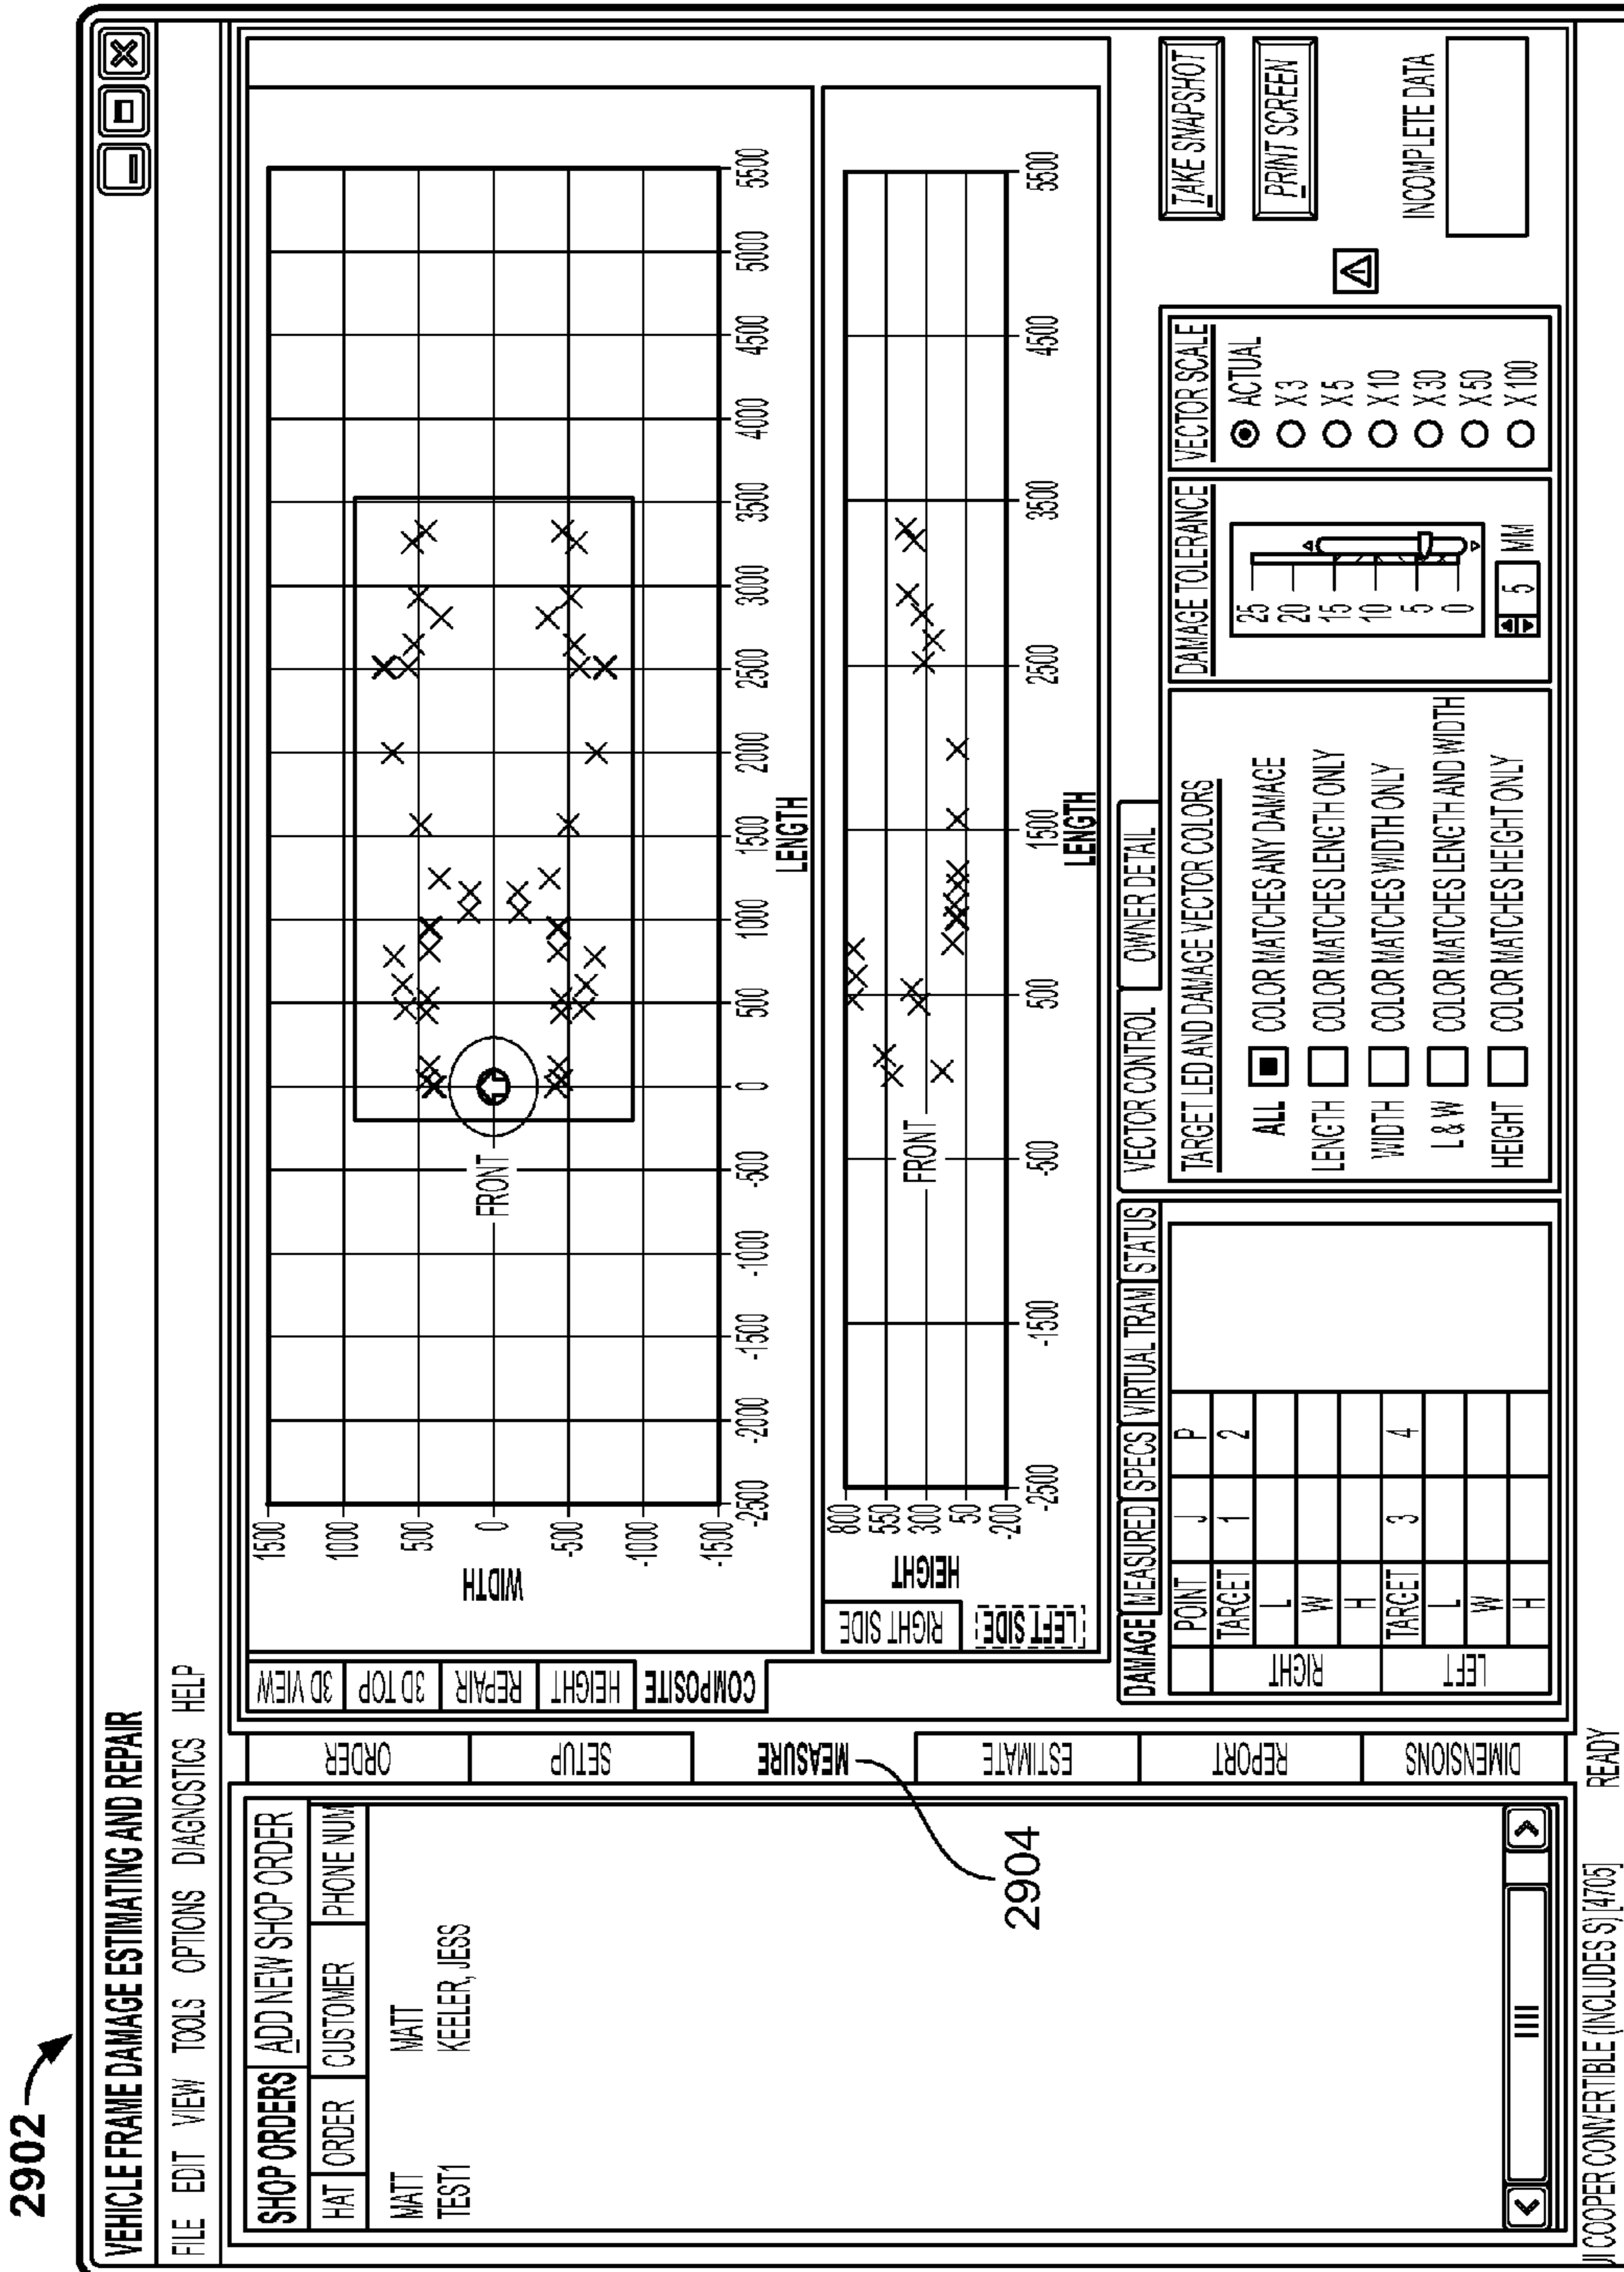 2902
VEHICLE FRAME DAMAGE ESTIMATING AND REPAIR
FILE EDIT VIEW TOOLS OPTIONS DIAGNOSTICS HELP
SHOP ORDERS ADD NEW SHOP ORDER
HAT ORDER CUSTOMER PHONE NUM
MATT MATT
TEST1 KEELER, JESS
ORDER
SETUP
MEASURE
ESTIMATE
REPORT
DIMENSIONS
2904
3D VIEW
3D TOP
REPAIR
HEIGHT
COMPOSITE
WIDTH
1500
1000
500
0
-500
-1000
-1500
FRONT
-2500 -2000 -1500 -1000 -500 0 500 1000 1500 2000 2500 3000 3500 4000 4500 5000 5500
LENGTH
RIGHT SIDE
LEFT SIDE
HEIGHT
800
550
300
50
-200
FRONT
-2500 -1500 -500 500 1500 2500 3500 4500 5500
LENGTH
DAMAGE MEASURED SPECS VIRTUAL TRAM STATUS
POINT J P
RIGHT
TARGET 1 2
L
W
H
LEFT
TARGET 3 4
L
W
H
VECTOR CONTROL OWNER DETAIL
TARGET LED AND DAMAGE VECTOR COLORS
ALL COLOR MATCHES ANY DAMAGE
LENGTH COLOR MATCHES LENGTH ONLY
WIDTH COLOR MATCHES WIDTH ONLY
L & W COLOR MATCHES LENGTH AND WIDTH
HEIGHT COLOR MATCHES HEIGHT ONLY
DAMAGE TOLERANCE
25
20
15
10
5
0
5 MM
VECTOR SCALE
ACTUAL
X 3
X 5
X 10
X 30
X 50
X 100
TAKE SNAPSHOT
PRINT SCREEN
INCOMPLETE DATA
COOPER CONVERTIBLE (INCLUDES S) [4705] READY